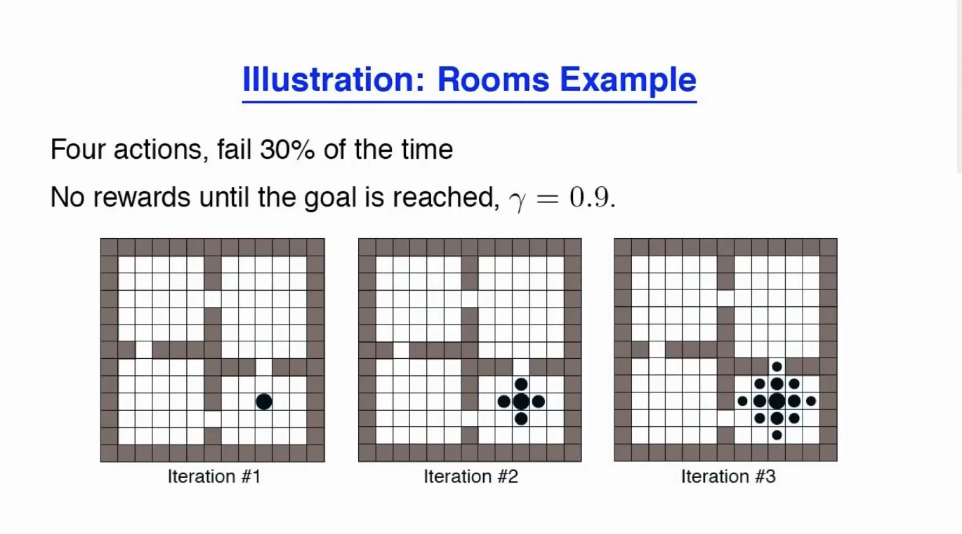 Illustration: Rooms Example
Four actions, fail 30% of the time
No rewards until the goal is reached, γ = 0.9.
Iteration #1
Iteration #2
Iteration #3